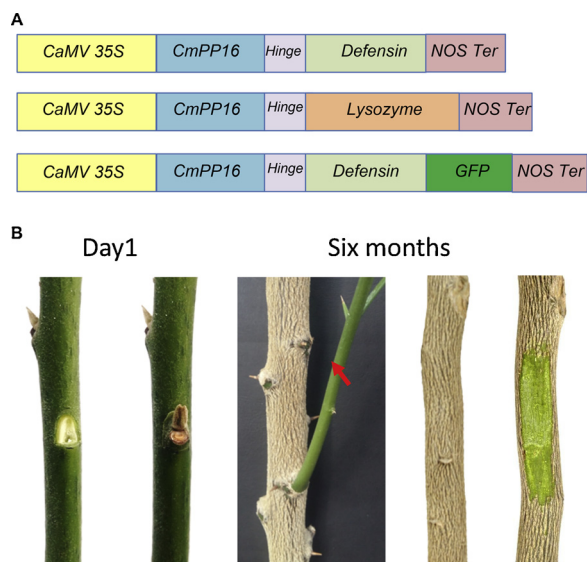 A
CaMV 35S CmPP16 Hinge Defensin NOS Ter
CaMV 35S CmPP16 Hinge Lysozyme NOS Ter
CaMV 35S CmPP16 Hinge Defensin GFP NOS Ter
B
Day1 Six months